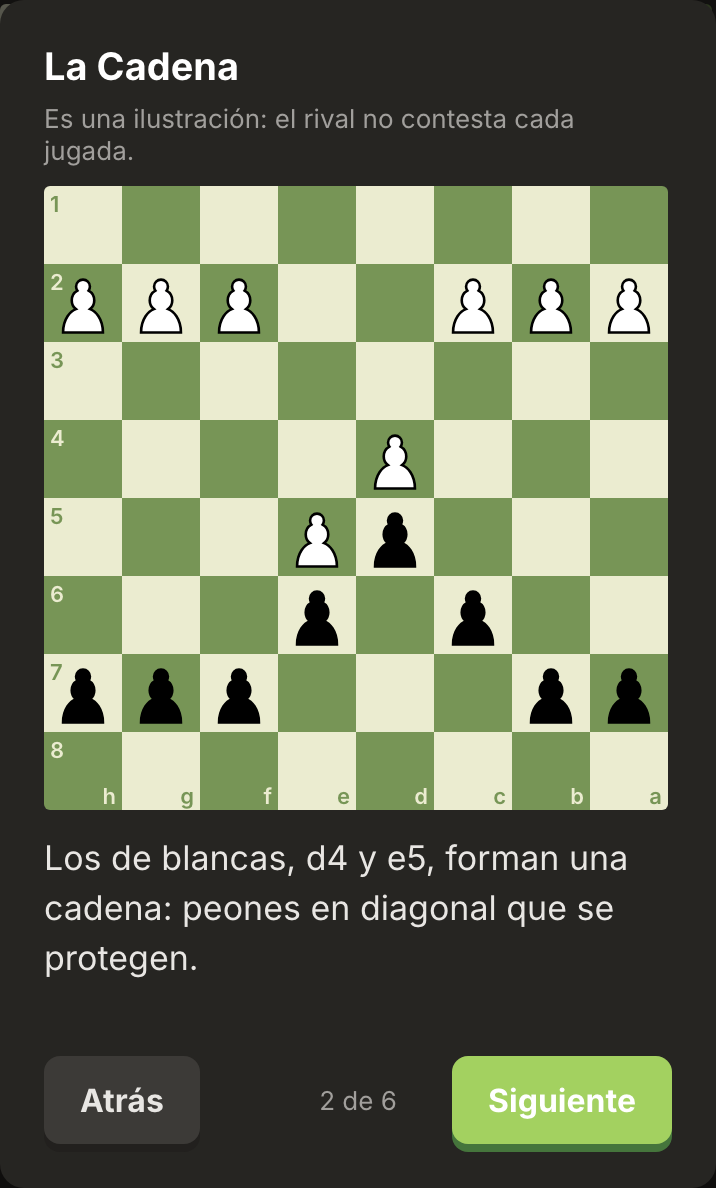 La Cadena
Es una ilustración: el rival no contesta cada
jugada.
1
2
3
4
5
6
7
8
h g f e d c b a
Los de blancas, d4 y e5, forman una
cadena: peones en diagonal que se
protegen.
Atrás 2 de 6 Siguiente